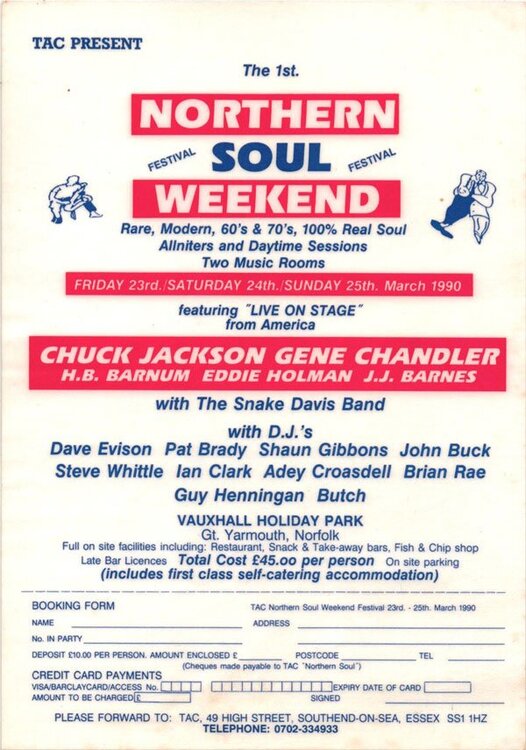 TAC PRESENT
The 1st.
NORTHERN
FESTIVAL SOUL FESTIVAL
WEEKEND
Rare, Modern, 60's & 70's, 100% Real Soul
Allniters and Daytime Sessions
Two Music Rooms
FRIDAY 23rd./SATURDAY 24th./SUNDAY 25th. March 1990
featuring "LIVE ON STAGE"
from America
CHUCK JACKSON GENE CHANDLER
H.B. BARNUM EDDIE HOLMAN J.J. BARNES
with The Snake Davis Band
with D.J.'s
Dave Evison Pat Brady Shaun Gibbons John Buck
Steve Whittle Ian Clark Adey Croasdell Brian Rae
Guy Henningan Butch
VAUXHALL HOLIDAY PARK
Gt. Yarmouth, Norfolk
Full on site facilities including: Restaurant, Snack & Take-away bars, Fish & Chip shop
Late Bar Licences Total Cost £45.oo per person On site parking
(includes first class self-catering accommodation)
BOOKING FORM TAC Northern Soul Weekend Festival 23rd. - 25th. March 1990
NAME ADDRESS
No. IN PARTY
DEPOSIT £10.00 PER PERSON. AMOUNT ENCLOSED £ POSTCODE TEL
(Cheques made payable to TAC "Northern Soul")
CREDIT CARD PAYMENTS
VISA/BARCLAYCARD/ACCESS No. EXPIRY DATE OF CARD
AMOUNT TO BE CHARGED £ SIGNED
PLEASE FORWARD TO: TAC, 49 HIGH STREET, SOUTHEND-ON-SEA, ESSEX SS1 1HZ
TELEPHONE: 0702-334933